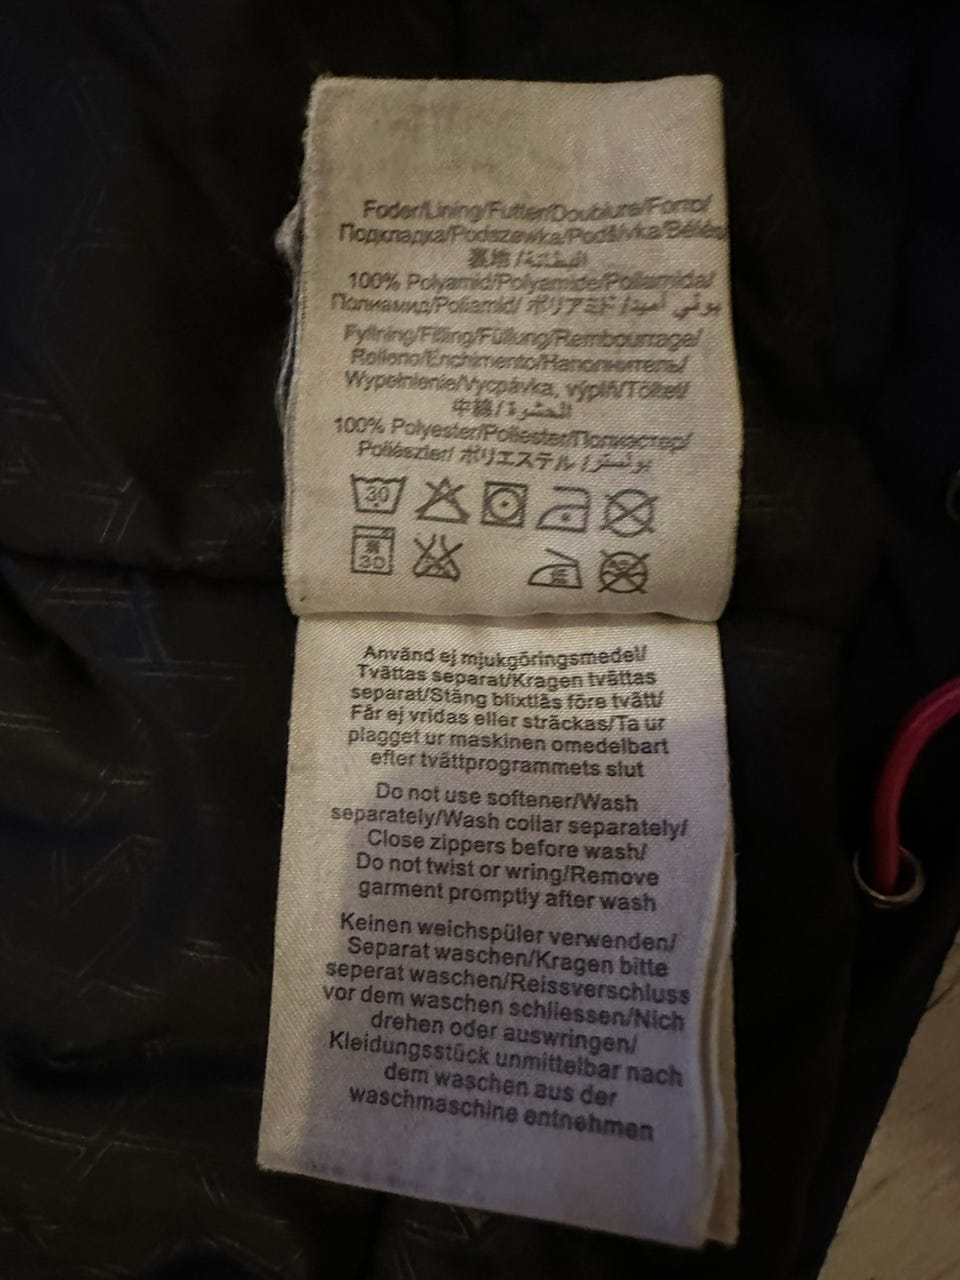 Foder/Lining/Futter/Doublure/Forro/
Подкладка/Podszewka/Podšívka/Bélés
裏地 / البطانة/
100% Polyamid/Polyamide/Poliamida/
Полиамид/Poliamid/ ポリアミド / بولي أميد
Fyllning/Filling/Füllung/Rembourrage/
Relleno/Enchimento/Наполнитель/
Wypełnienie/Vycpávka, výplň/Töltet/
中綿 / الحشوة/
100% Polyester/Poliester/Полиэстер/
Poliészter/ ポリエステル / بوليستر
30
30
Använd ej mjukgöringsmedel/
Tvättas separat/Kragen tvättas
separat/Stäng blixtlås före tvätt/
Får ej vridas eller sträckas/Ta ur
plagget ur maskinen omedelbart
efter tvättprogrammets slut
Do not use softener/Wash
separately/Wash collar separately/
Close zippers before wash/
Do not twist or wring/Remove
garment promptly after wash
Keinen weichspüler verwenden/
Separat waschen/Kragen bitte
seperat waschen/Reissverschluss
vor dem waschen schliessen/Nich
drehen oder auswringen/
Kleidungsstück unmittelbar nach
dem waschen aus der
waschmaschine entnehmen